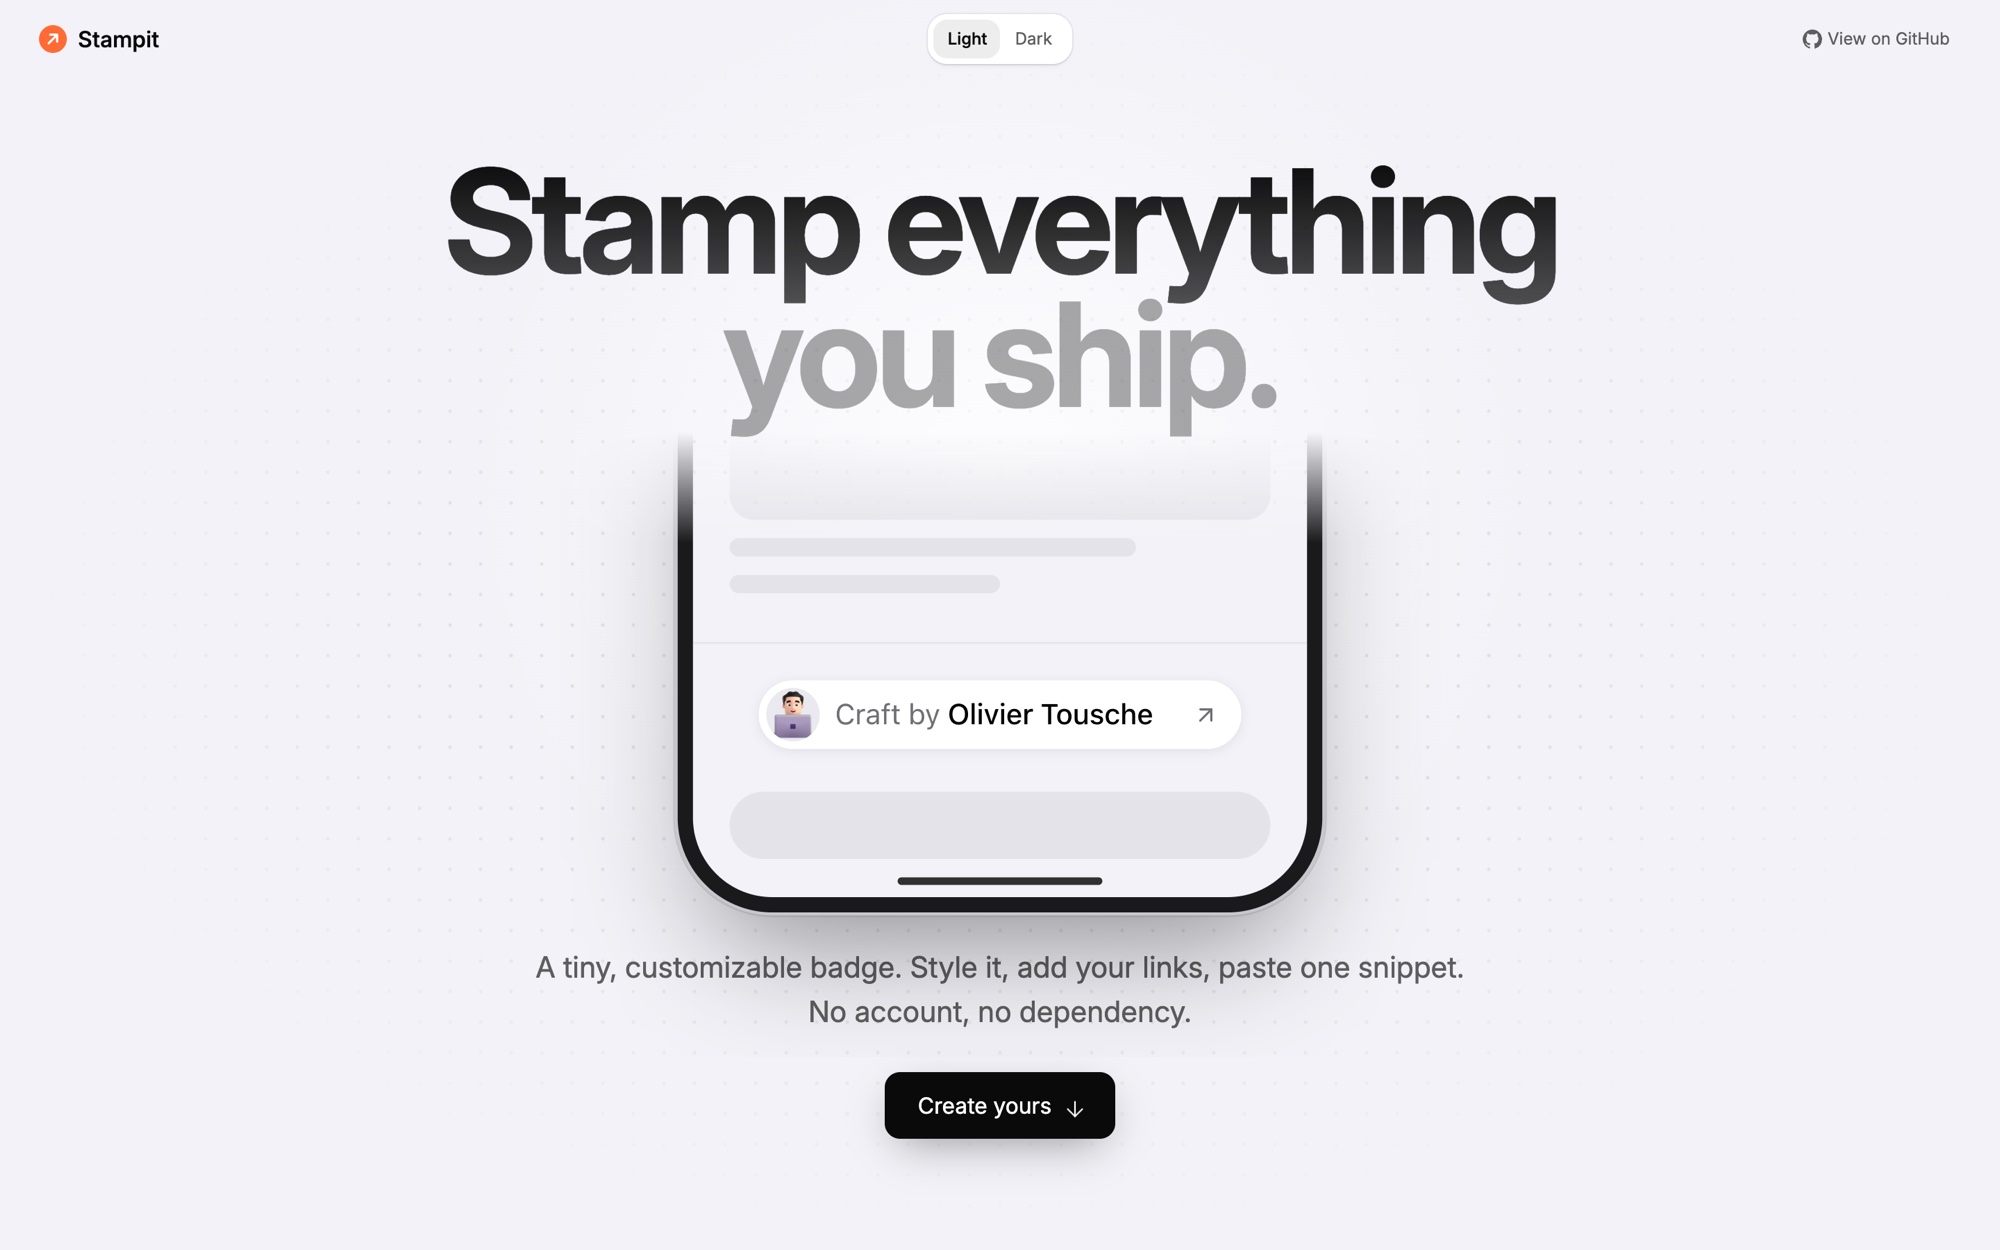 Stampit
Light Dark
View on GitHub
Stamp everything
you ship.
Craft by Olivier Tousche
A tiny, customizable badge. Style it, add your links, paste one snippet.
No account, no dependency.
Create yours